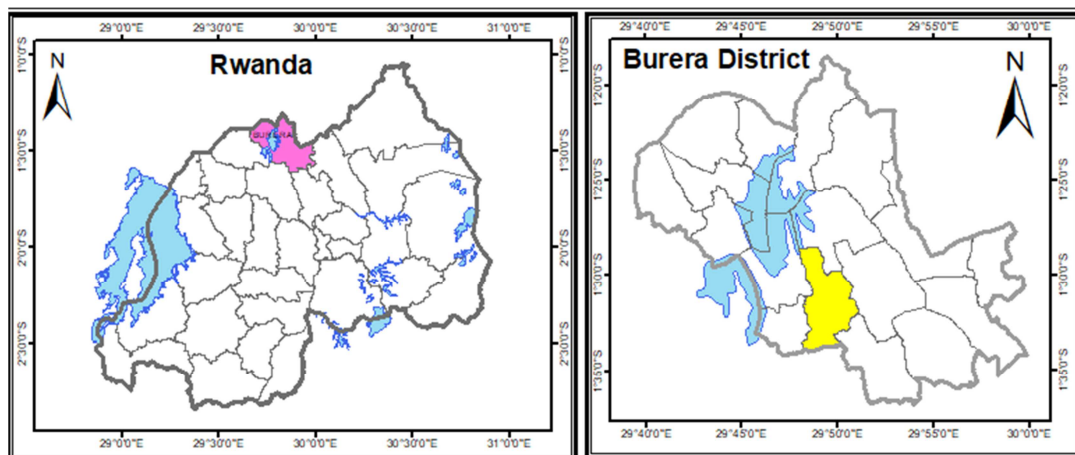 29°0'0"E 29°30'0"E 30°0'0"E 30°30'0"E 31°0'0"E
N
Rwanda
BURERA
1°0'0"S
1°30'0"S
2°0'0"S
2°30'0"S
1°0'0"S
1°30'0"S
2°0'0"S
2°30'0"S
29°0'0"E 29°30'0"E 30°0'0"E 30°30'0"E 31°0'0"E
29°40'0"E 29°45'0"E 29°50'0"E 29°55'0"E 30°0'0"E
Burera District
N
1°20'0"S
1°25'0"S
1°30'0"S
1°35'0"S
1°20'0"S
1°25'0"S
1°30'0"S
1°35'0"S
29°40'0"E 29°45'0"E 29°50'0"E 29°55'0"E 30°0'0"E